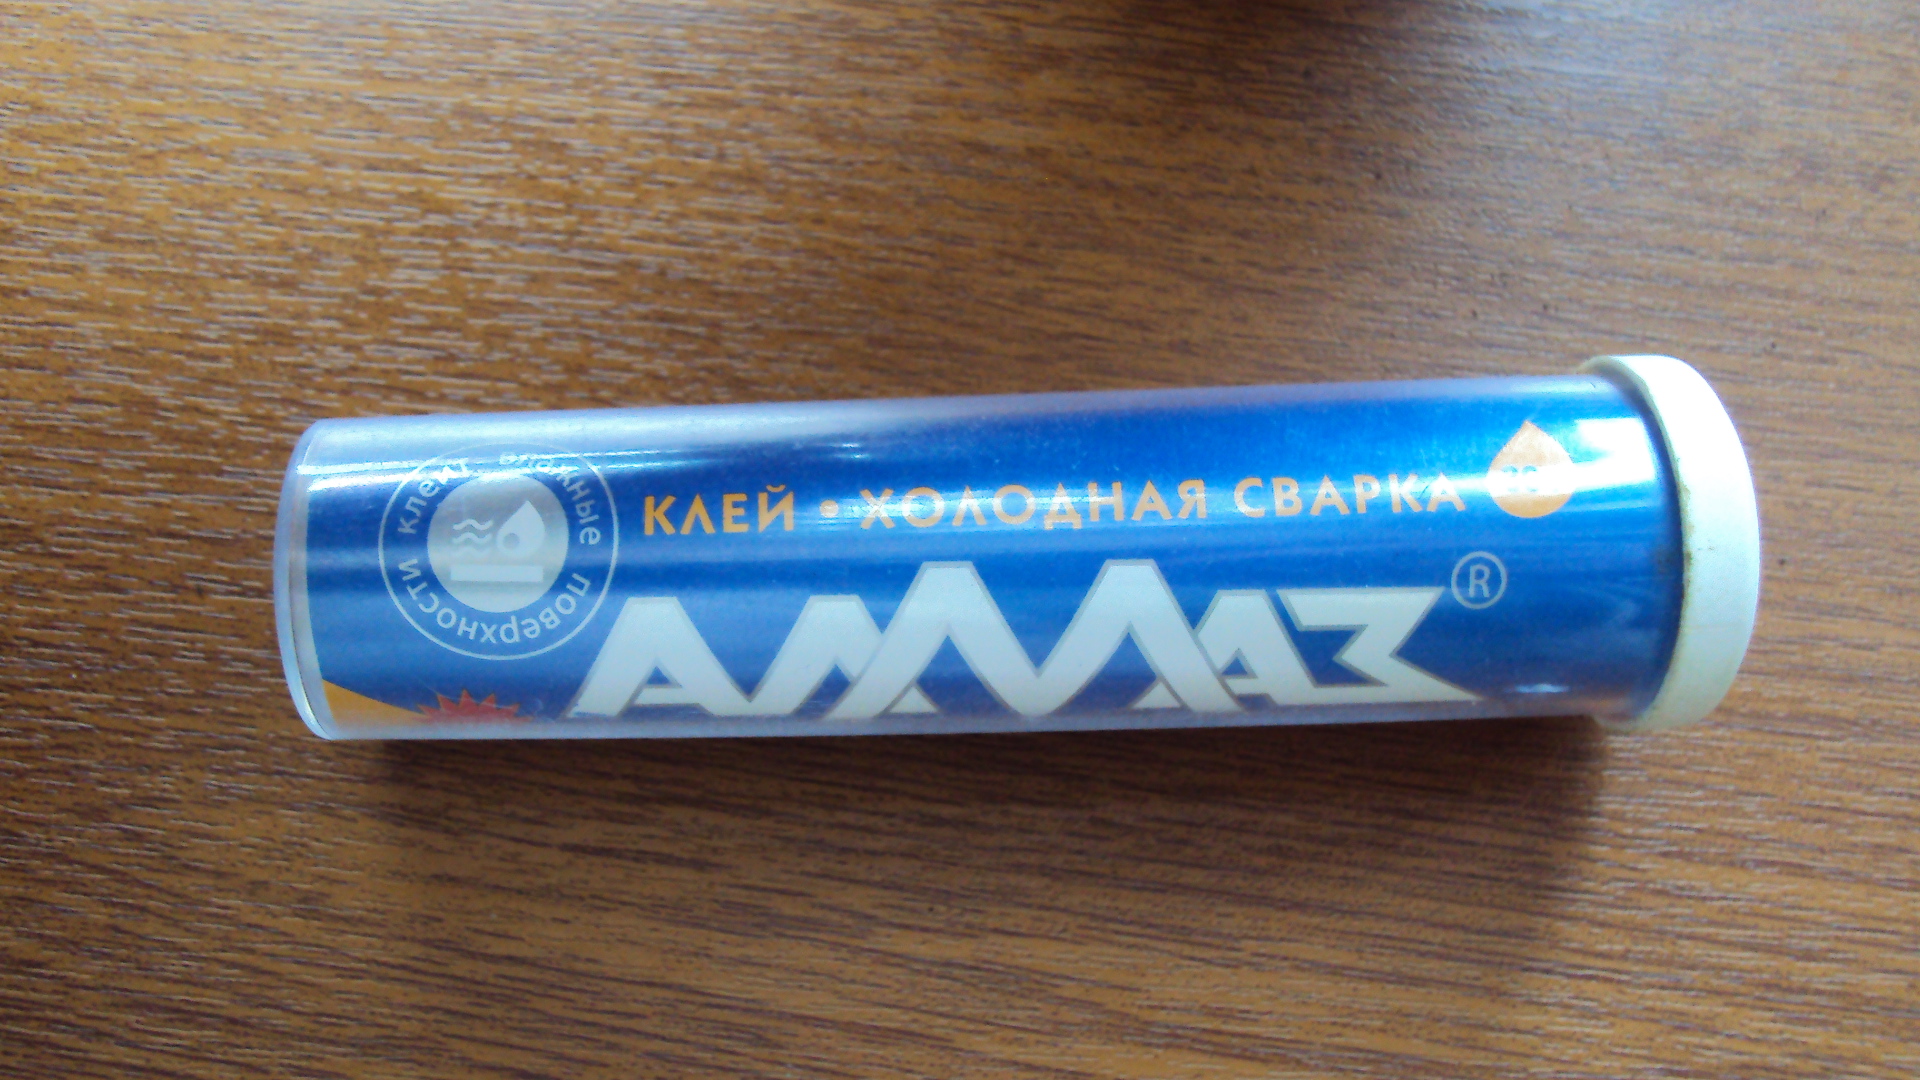 клеит влажные поверхности
КЛЕЙ • ХОЛОДНАЯ СВАРКА
АЛМАЗ®